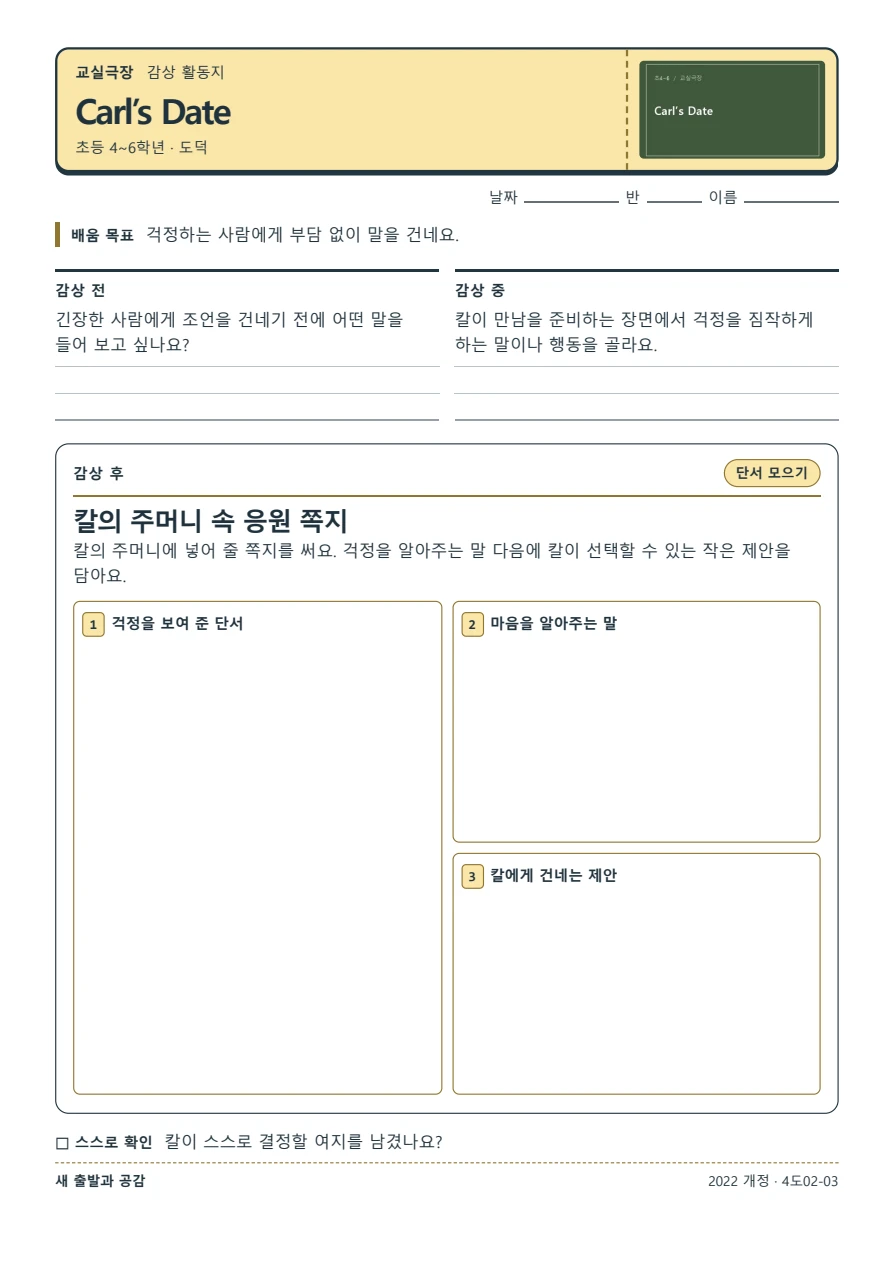 교실극장 감상 활동지
Carl's Date
초등 4~6학년 · 도덕
초4-6 / 교실극장
Carl's Date
날짜 반 이름
배움 목표 걱정하는 사람에게 부담 없이 말을 건네요.
감상 전
긴장한 사람에게 조언을 건네기 전에 어떤 말을
들어 보고 싶나요?
감상 중
칼이 만남을 준비하는 장면에서 걱정을 짐작하게
하는 말이나 행동을 골라요.
감상 후
단서 모으기
칼의 주머니 속 응원 쪽지
칼의 주머니에 넣어 줄 쪽지를 써요. 걱정을 알아주는 말 다음에 칼이 선택할 수 있는 작은 제안을
담아요.
1 걱정을 보여 준 단서
2 마음을 알아주는 말
3 칼에게 건네는 제안
스스로 확인 칼이 스스로 결정할 여지를 남겼나요?
새 출발과 공감
2022 개정 · 4도02-03